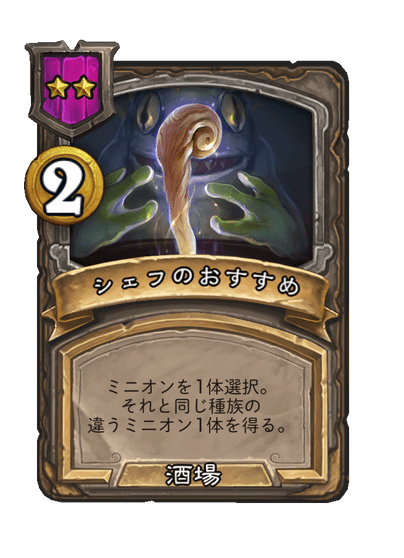 2
シェフのおすすめ
ミニオンを1体選択。
それと同じ種族の
違うミニオン1体を得る。
酒場